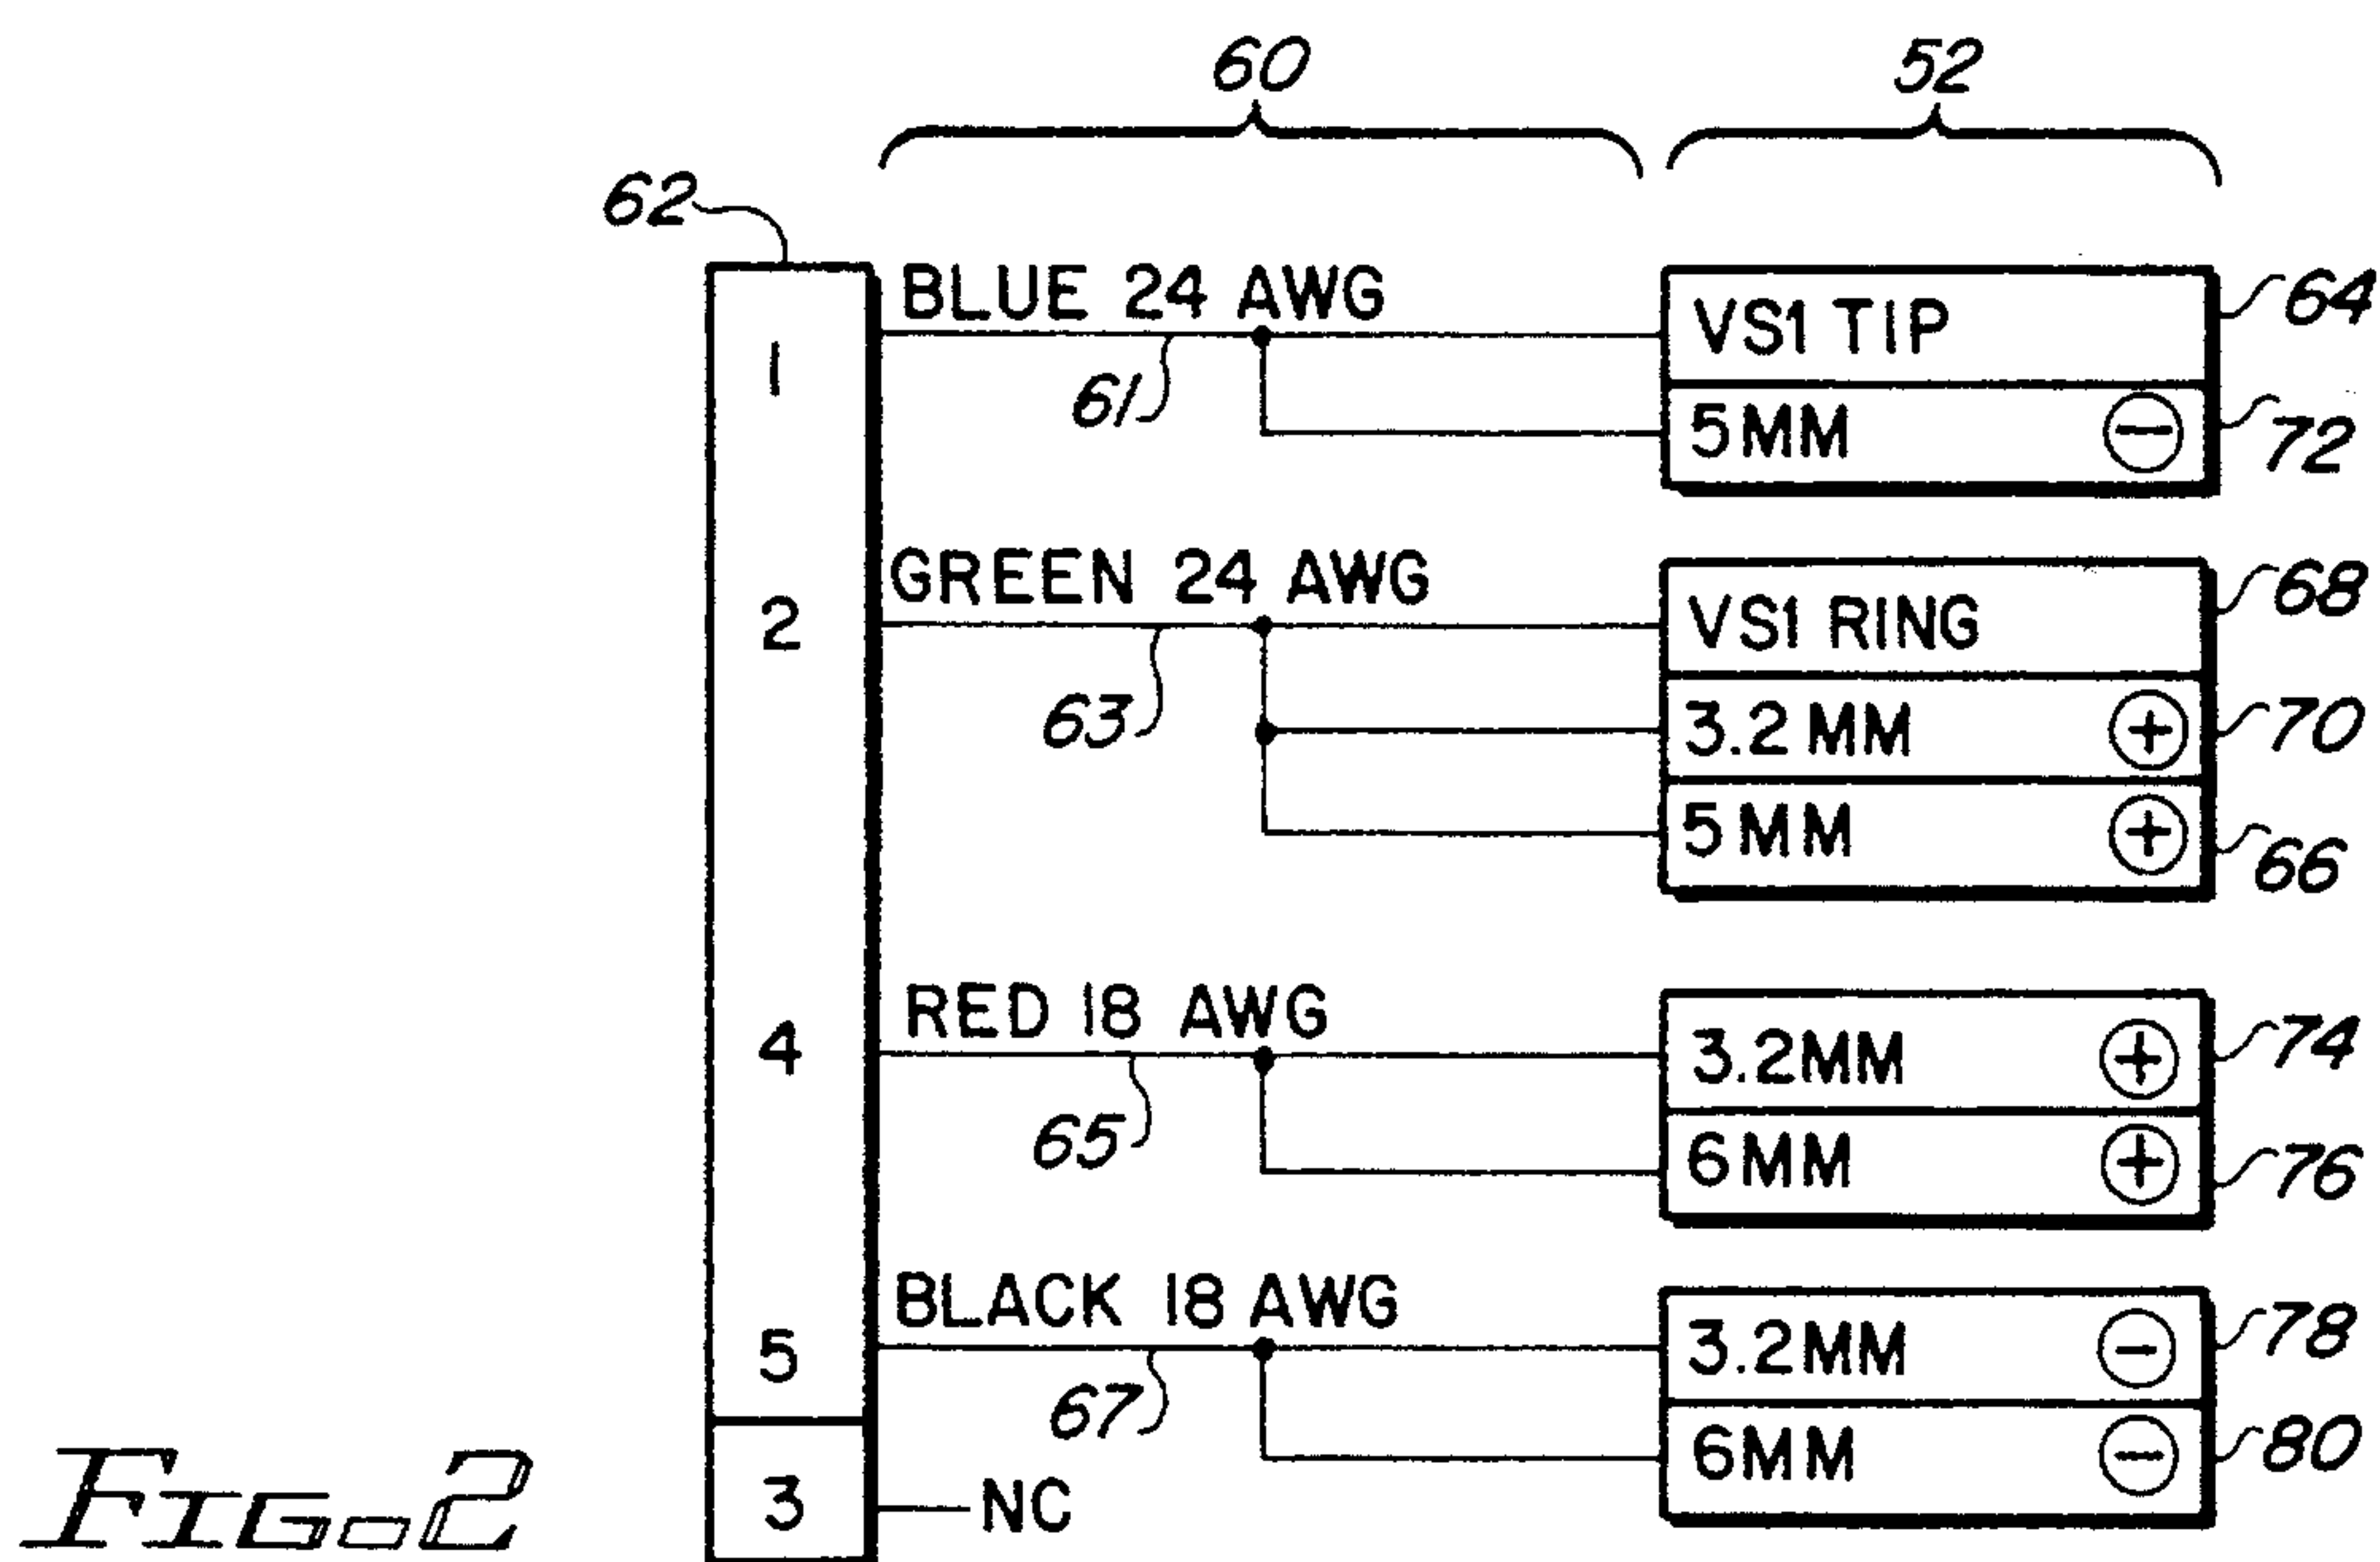 60 52
62
BLUE 24 AWG VS1 TIP 64
1 61
5MM − 72
GREEN 24 AWG 68
2 VS1 RING
63 3.2 MM + 70
5MM + 66
RED 18 AWG
4 3.2MM + 74
65 6MM + 76
BLACK 18 AWG
5 3.2MM − 78
67 6MM − 80
3 NC
FIG. 2